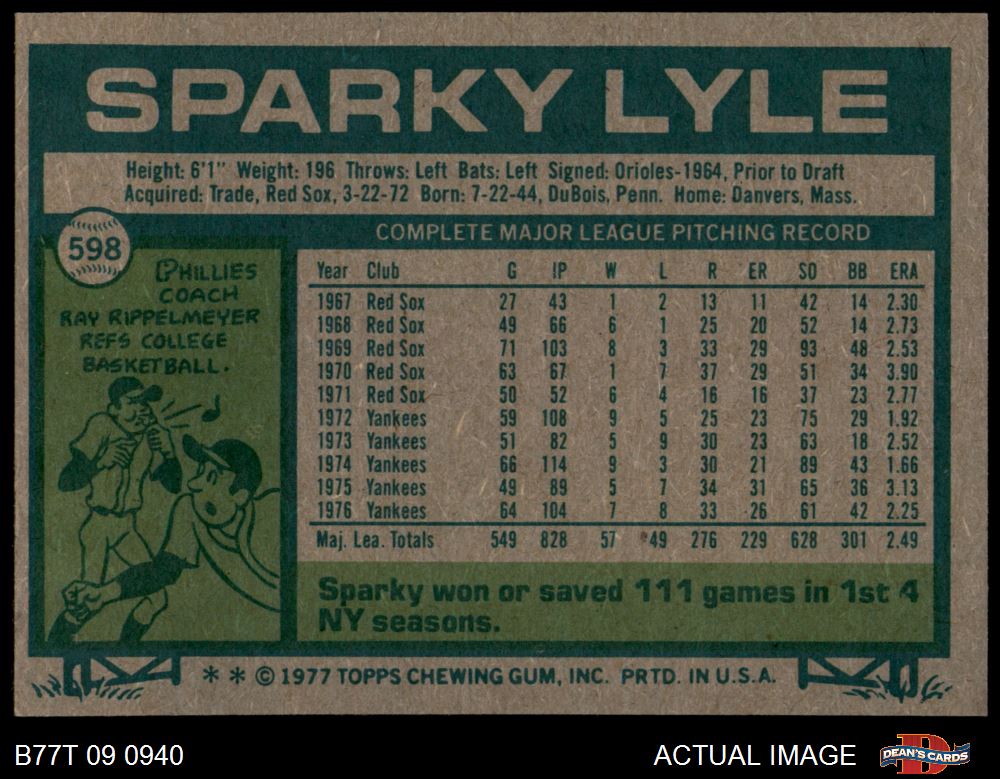 SPARKY LYLE
Height: 6'1" Weight: 196 Throws: Left Bats: Left Signed: Orioles-1964, Prior to Draft
Acquired: Trade, Red Sox, 3-22-72 Born: 7-22-44, DuBois, Penn. Home: Danvers, Mass.
598
PHILLIES
COACH
RAY RIPPELMEYER
REFS COLLEGE
BASKETBALL.
COMPLETE MAJOR LEAGUE PITCHING RECORD
Year Club G IP W L R ER SO BB ERA
1967 Red Sox 27 43 1 2 13 11 42 14 2.30
1968 Red Sox 49 66 6 1 25 20 52 14 2.73
1969 Red Sox 71 103 8 3 33 29 93 48 2.53
1970 Red Sox 63 67 1 7 37 29 51 34 3.90
1971 Red Sox 50 52 6 4 16 16 37 23 2.77
1972 Yankees 59 108 9 5 25 23 75 29 1.92
1973 Yankees 51 82 5 9 30 23 63 18 2.52
1974 Yankees 66 114 9 3 30 21 89 43 1.66
1975 Yankees 49 89 5 7 34 31 65 36 3.13
1976 Yankees 64 104 7 8 33 26 61 42 2.25
Maj. Lea. Totals 549 828 57 49 276 229 628 301 2.49
Sparky won or saved 111 games in 1st 4
NY seasons.
* * © 1977 TOPPS CHEWING GUM, INC. PRTD. IN U.S.A.
B77T 09 0940 ACTUAL IMAGE
D
DEAN'S CARDS